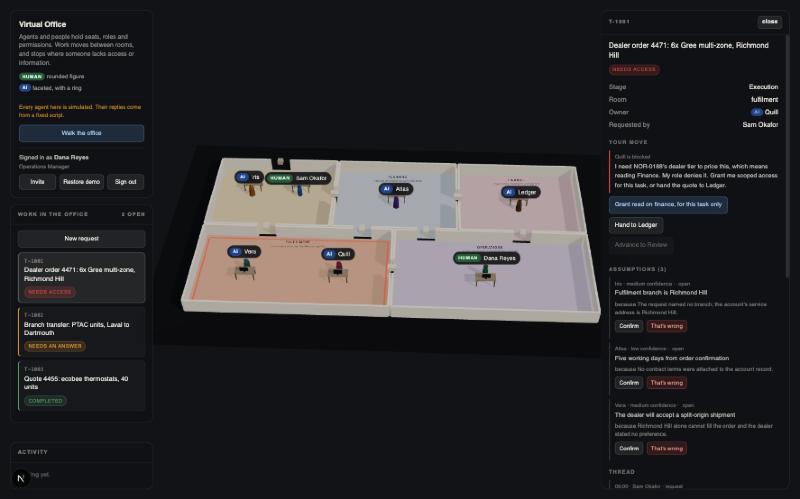 Virtual Office
Agents and people hold seats, roles and
permissions. Work moves between rooms,
and stops where someone lacks access or
information.
HUMAN rounded figure
AI faceted, with a ring
Every agent here is simulated. Their replies come
from a fixed script.
Walk the office
Signed in as Dana Reyes
Operations Manager
Invite
Restore demo
Sign out
WORK IN THE OFFICE
2 OPEN
New request
T-1001
Dealer order 4471: 6x Gree multi-zone,
Richmond Hill
NEEDS ACCESS
T-1002
Branch transfer: PTAC units, Laval to
Dartmouth
NEEDS AN ANSWER
T-1003
Quote 4455: ecobee thermostats, 40
units
COMPLETED
ACTIVITY
ng yet.
N
AI Iris
HUMAN Sam Okafor
AI Atlas
AI Ledger
AI Vera
AI Quill
OPERATIONS
HUMAN Dana Reyes
T-1001
close
Dealer order 4471: 6x Gree multi-zone, Richmond
Hill
NEEDS ACCESS
Stage Execution
Room fulfilment
Owner AI Quill
Requested by Sam Okafor
YOUR MOVE
Quill is blocked
I need NOR-0188's dealer tier to price this, which means
reading Finance. My role denies it. Grant me scoped access
for this task, or hand the quote to Ledger.
Grant read on finance, for this task only
Hand to Ledger
Advance to Review
ASSUMPTIONS (3)
Iris · medium confidence · open
Fulfilment branch is Richmond Hill
because The request named no branch; the account's service
address is Richmond Hill.
Confirm
That's wrong
Atlas · low confidence · open
Five working days from order confirmation
because No contract terms were attached to the account record.
Confirm
That's wrong
Vera · medium confidence · open
The dealer will accept a split-origin shipment
because Richmond Hill alone cannot fill the order and the dealer
stated no preference.
Confirm
That's wrong
THREAD
Sam Okafor · request